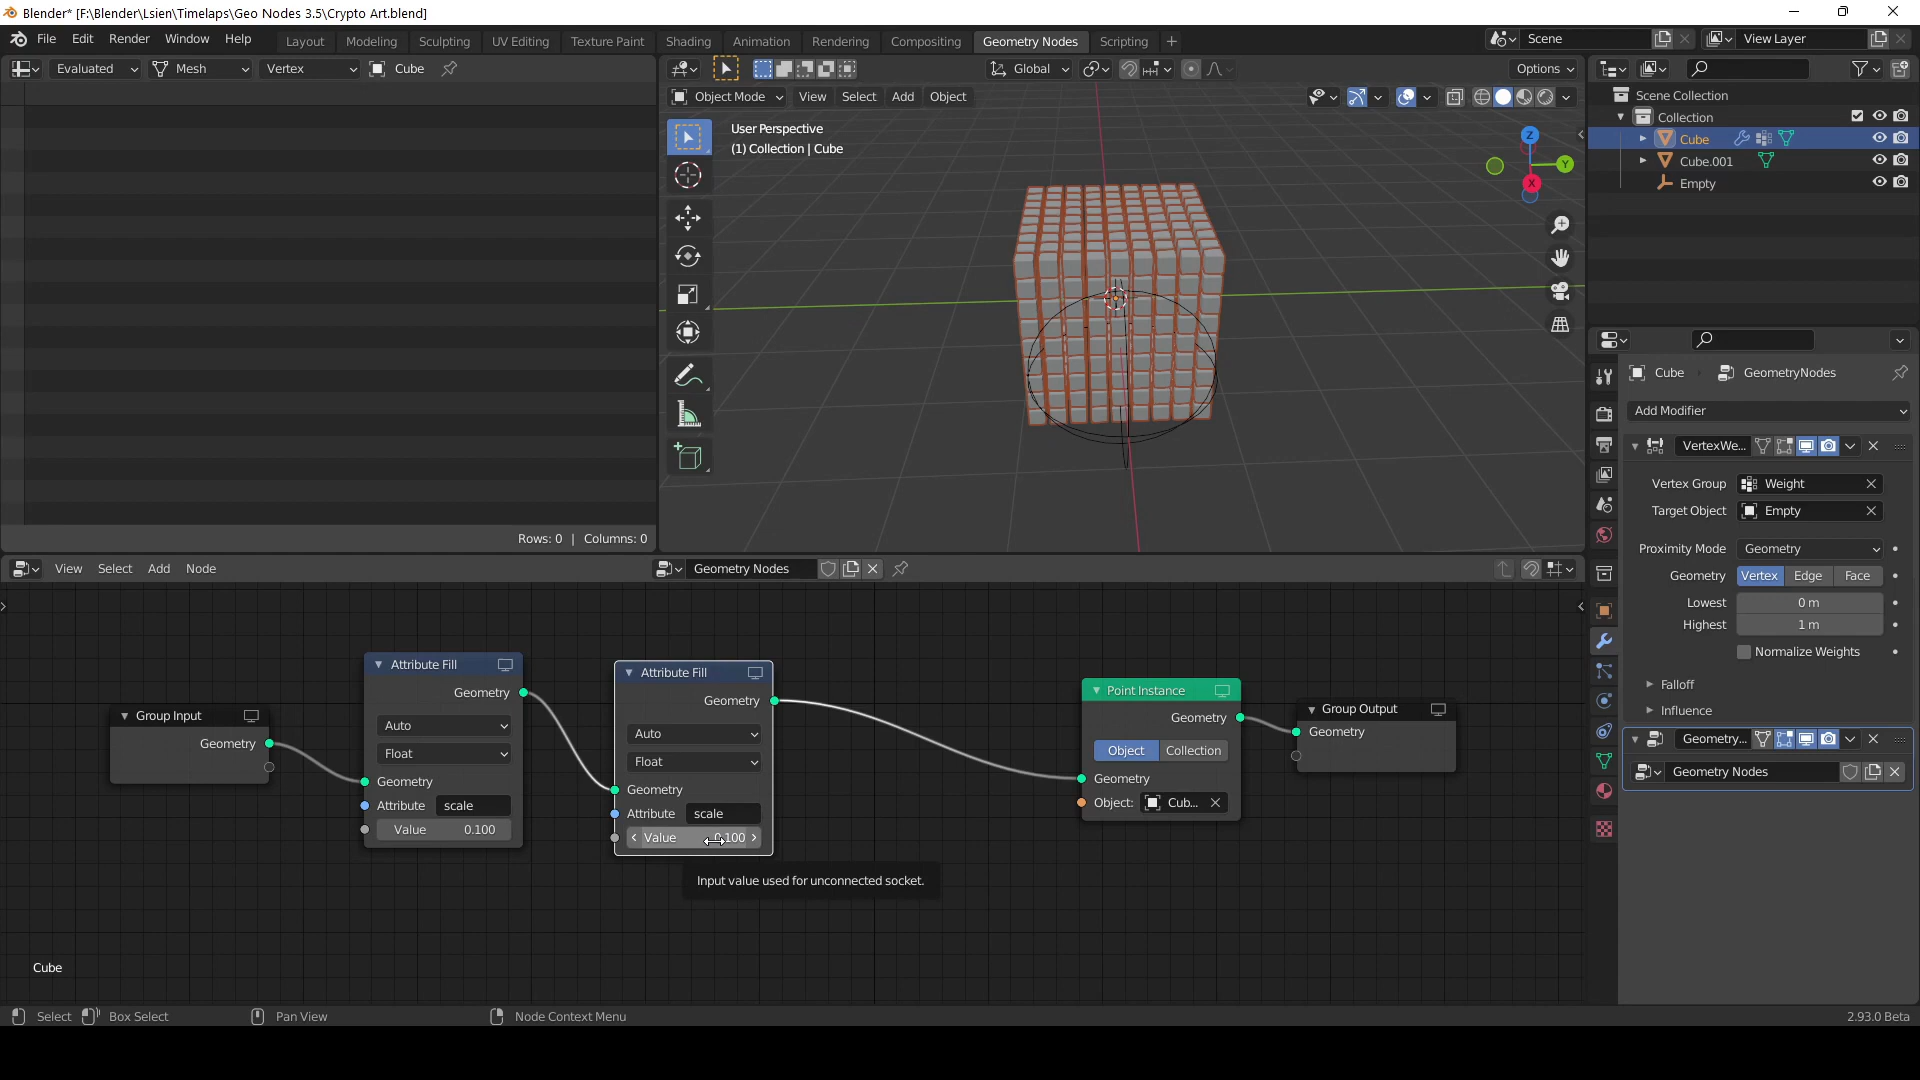 Blender* [F:\Blender\Lsien\Timelaps\Geo Nodes 3.5\Crypto Art.blend]
File Edit Render Window Help Layout Modeling Sculpting UV Editing Texture Paint Shading Animation Rendering Compositing Geometry Nodes Scripting + Scene View Layer
Evaluated Mesh Vertex Cube Global Options
Object Mode View Select Add Object
User Perspective
(1) Collection | Cube
Z
Y
X
Scene Collection
Collection
Cube
Cube.001
Empty
Rows: 0 | Columns: 0
Cube GeometryNodes
Add Modifier
VertexWe...
Vertex Group Weight
Target Object Empty
Proximity Mode Geometry
Geometry Vertex Edge Face
Lowest 0 m
Highest 1 m
Normalize Weights
Falloff
Influence
Geometry...
Geometry Nodes
View Select Add Node Geometry Nodes
Group Input
Geometry
Attribute Fill
Geometry
Auto
Float
Geometry
Attribute scale
Value 0.100
Attribute Fill
Geometry
Auto
Float
Geometry
Attribute scale
Value 0.100
Input value used for unconnected socket.
Point Instance
Geometry
Object Collection
Geometry
Object: Cub...
Group Output
Geometry
Cube
Select Box Select Pan View Node Context Menu 2.93.0 Beta